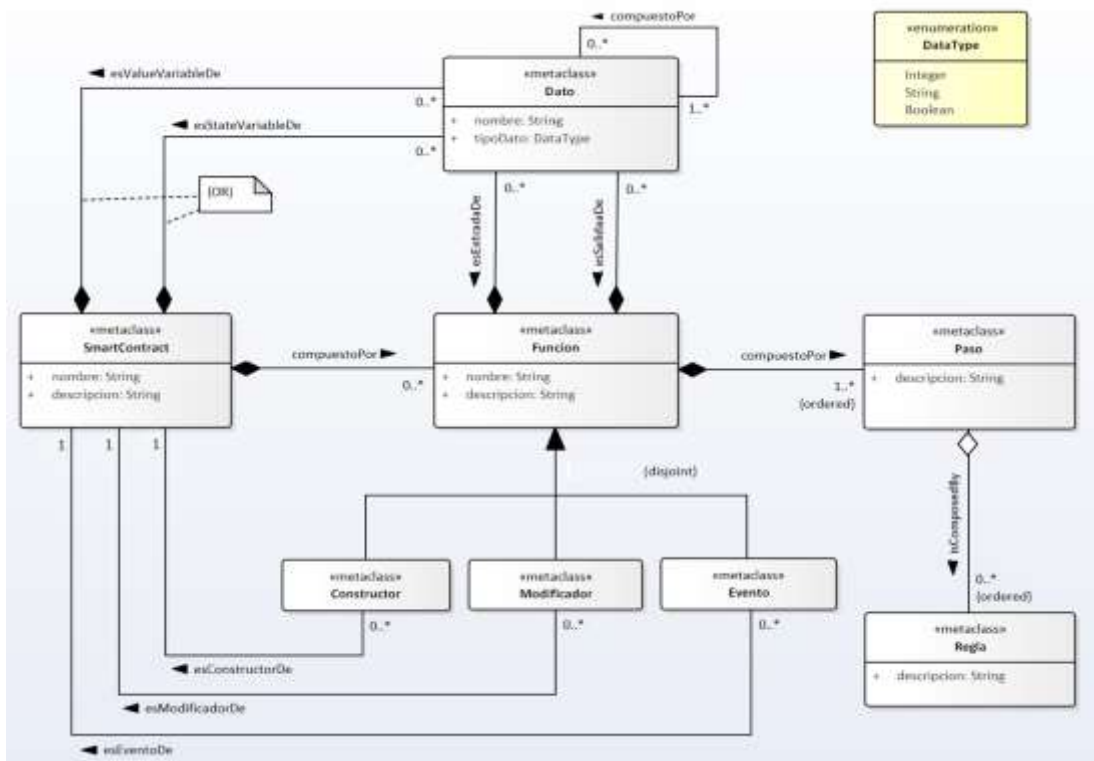 ◄ compuestoPor
0..*
«enumeration»
DataType
Integer
String
Boolean
◄ esValueVariableDe
0..*
«metaclass»
Dato
+ nombre: String
+ tipoDato: DataType
1..*
◄ esStateVariableDe
0..*
{OR}
0..*
0..*
esEntradaDe
esSalidaDe
«metaclass»
SmartContract
+ nombre: String
+ descripcion: String
compuestoPor ►
0..*
«metaclass»
Funcion
+ nombre: String
+ descripcion: String
compuestoPor ►
1..*
{ordered}
«metaclass»
Paso
+ descripcion: String
1
1
1
{disjoint}
isComposedBy
«metaclass»
Constructor
«metaclass»
Modificador
«metaclass»
Evento
0..*
0..*
0..*
0..*
{ordered}
«metaclass»
Regla
+ descripcion: String
◄ esConstructorDe
◄ esModificadorDe
◄ esEventoDe